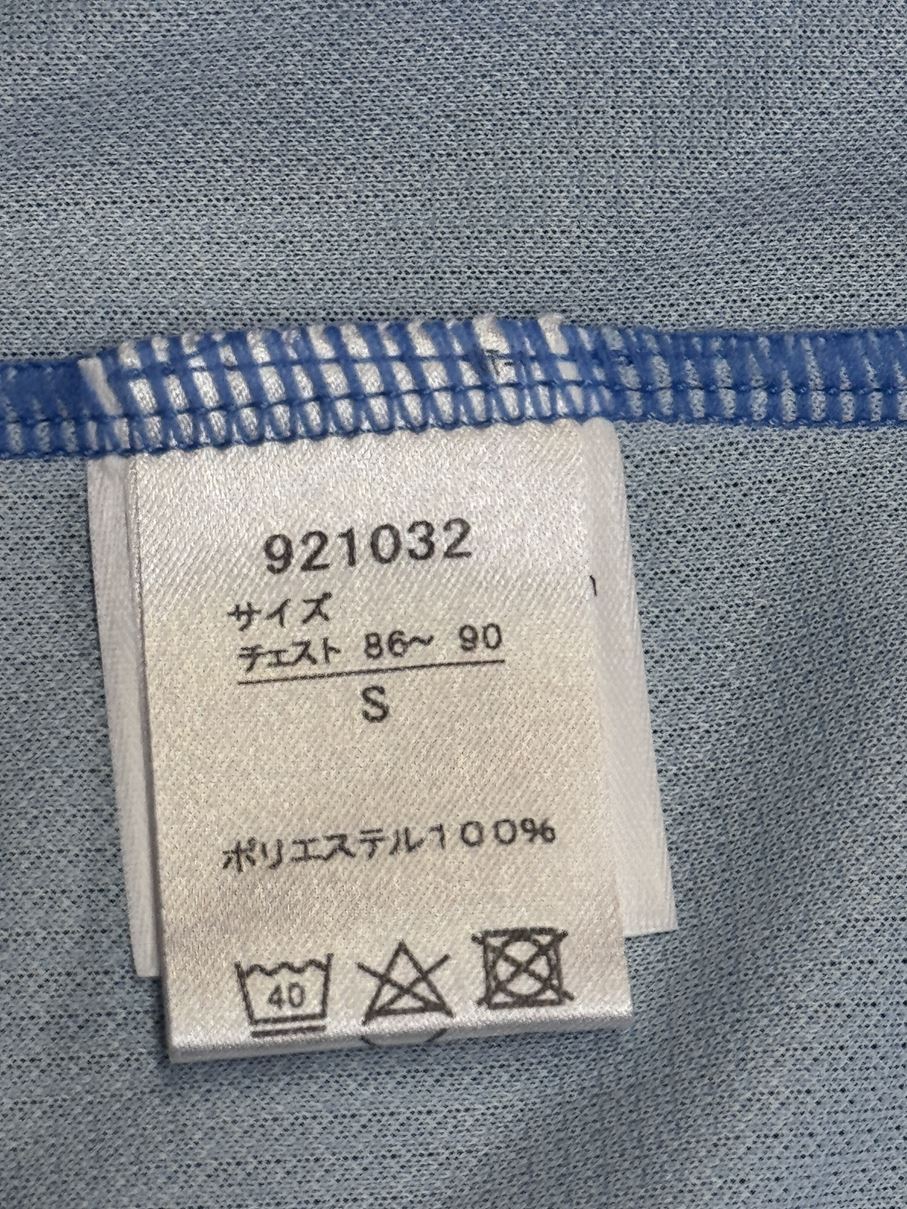 921032
サイズ
チェスト 86~ 90
S
ポリエステル100%
40